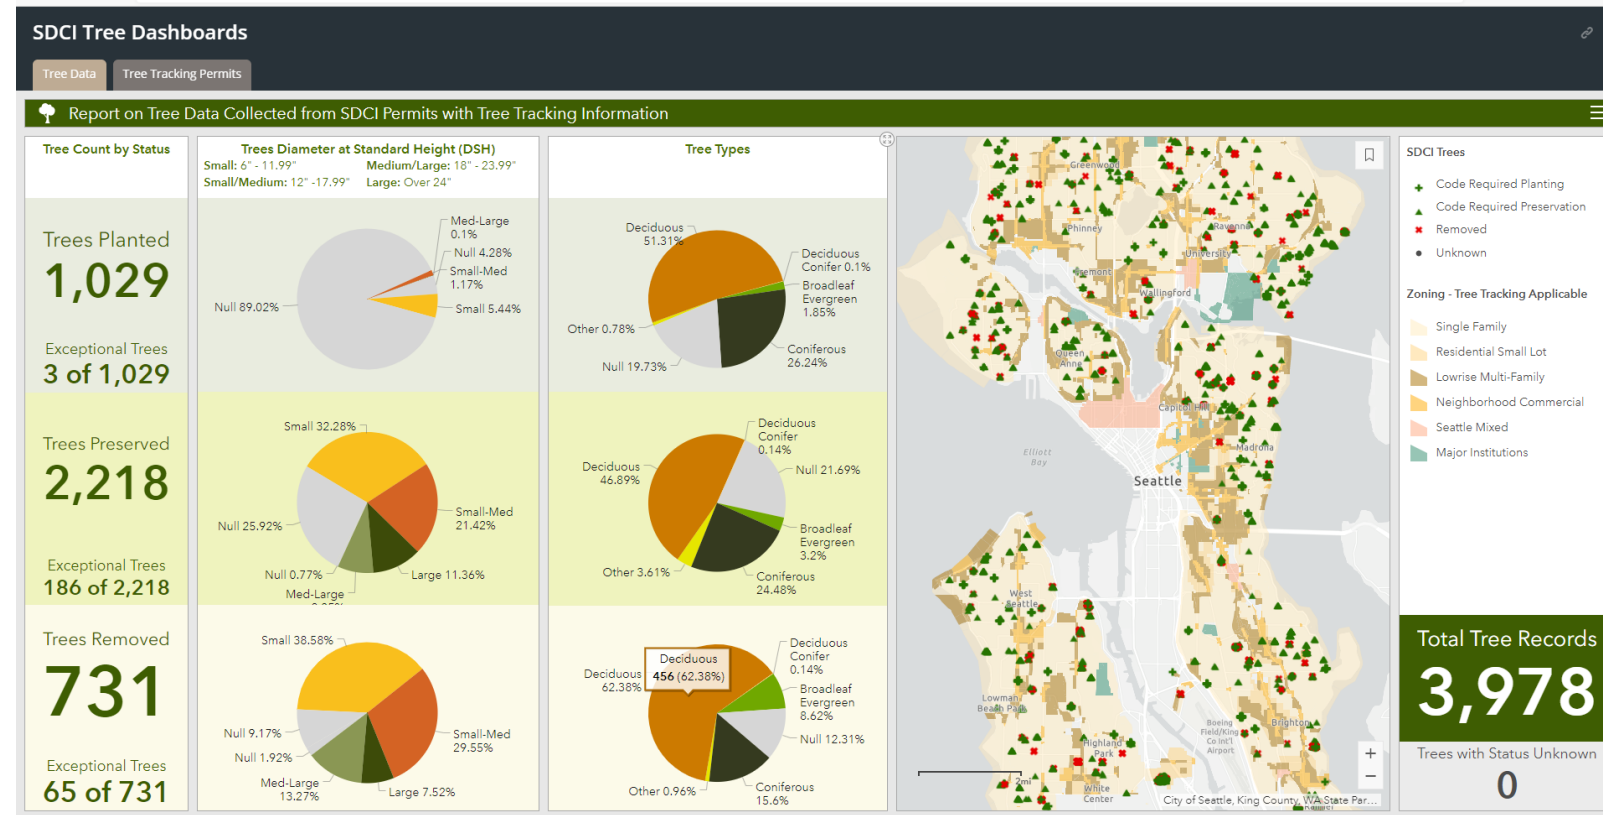 SDCI Tree Dashboards
Tree Data
Tree Tracking Permits
Report on Tree Data Collected from SDCI Permits with Tree Tracking Information
Tree Count by Status
Trees Planted
1,029
Exceptional Trees
3 of 1,029
Trees Preserved
2,218
Exceptional Trees
186 of 2,218
Trees Removed
731
Exceptional Trees
65 of 731
Trees Diameter at Standard Height (DSH)
Small: 6" - 11.99"
Medium/Large: 18" - 23.99"
Small/Medium: 12" -17.99"
Large: Over 24"
Med-Large
0.1%
Null 4.28%
Small-Med
1.17%
Null 89.02%
Small 5.44%
Small 32.28%
Small-Med
21.42%
Null 25.92%
Null 0.77%
Large 11.36%
Med-Large
Small 38.58%
Null 9.17%
Small-Med
29.55%
Null 1.92%
Med-Large
13.27%
Large 7.52%
Tree Types
Deciduous
51.31%
Deciduous
Conifer 0.1%
Broadleaf
Evergreen
1.85%
Other 0.78%
Coniferous
26.24%
Null 19.73%
Deciduous
Conifer
0.14%
Deciduous
46.89%
Null 21.69%
Broadleaf
Evergreen
3.2%
Other 3.61%
Coniferous
24.48%
Deciduous
Conifer
0.14%
Deciduous
456 (62.38%)
Deciduous
62.38%
Broadleaf
Evergreen
8.62%
Null 12.31%
Other 0.96%
Coniferous
15.6%
Greenwood
Phinney
Ravenna
University
Fremont
Wallingford
Queen
Anne
Capitol Hill
Madrona
Elliott
Bay
Seattle
West
Seattle
Lowman
Beach Park
Boeing
Field/King
Co Int'l
Airport
Brighton
Highland
Park
White
Center
2mi
+
−
City of Seattle, King County, WA State Par...
SDCI Trees
Code Required Planting
Code Required Preservation
Removed
Unknown
Zoning - Tree Tracking Applicable
Single Family
Residential Small Lot
Lowrise Multi-Family
Neighborhood Commercial
Seattle Mixed
Major Institutions
Total Tree Records
3,978
Trees with Status Unknown
0